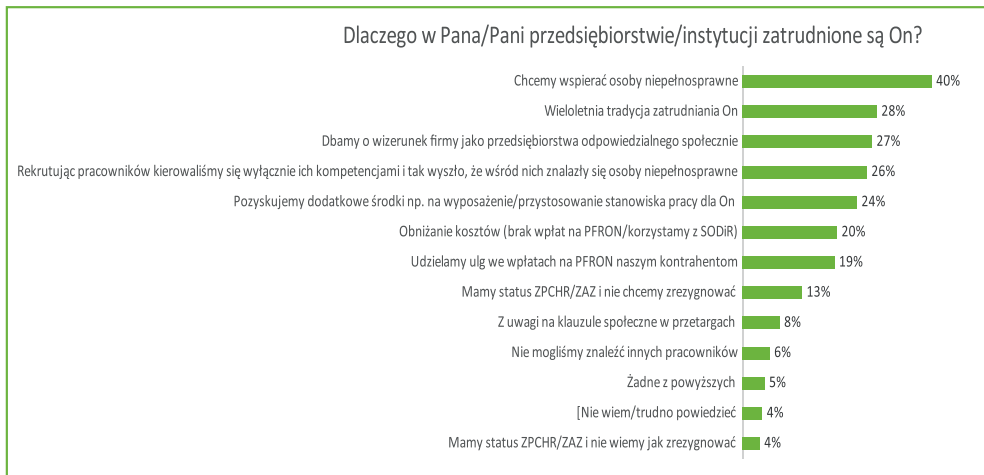 Dlaczego w Pana/Pani przedsiębiorstwie/instytucji zatrudnione są On?
Chcemy wspierać osoby niepełnosprawne 40%
Wieloletnia tradycja zatrudniania On 28%
Dbamy o wizerunek firmy jako przedsiębiorstwa odpowiedzialnego społecznie 27%
Rekrutując pracowników kierowaliśmy się wyłącznie ich kompetencjami i tak wyszło, że wśród nich znalazły się osoby niepełnosprawne 26%
Pozyskujemy dodatkowe środki np. na wyposażenie/przystosowanie stanowiska pracy dla On 24%
Obniżanie kosztów (brak wpłat na PFRON/korzystamy z SODiR) 20%
Udzielamy ulg we wpłatach na PFRON naszym kontrahentom 19%
Mamy status ZPCHR/ZAZ i nie chcemy zrezygnować 13%
Z uwagi na klauzule społeczne w przetargach 8%
Nie mogliśmy znaleźć innych pracowników 6%
Żadne z powyższych 5%
[Nie wiem/trudno powiedzieć 4%
Mamy status ZPCHR/ZAZ i nie wiemy jak zrezygnować 4%